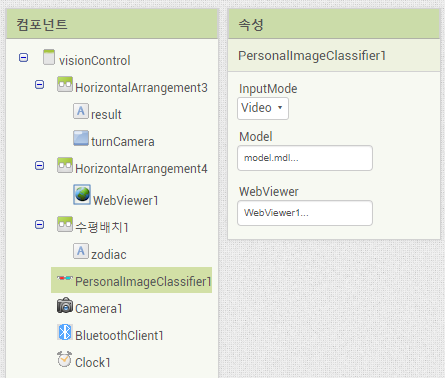 컴포넌트
visionControl
HorizontalArrangement3
A result
turnCamera
HorizontalArrangement4
WebViewer1
수평배치1
A zodiac
PersonalImageClassifier1
Camera1
BluetoothClient1
Clock1
속성
PersonalImageClassifier1
InputMode
Video
Model
model.mdl...
WebViewer
WebViewer1...